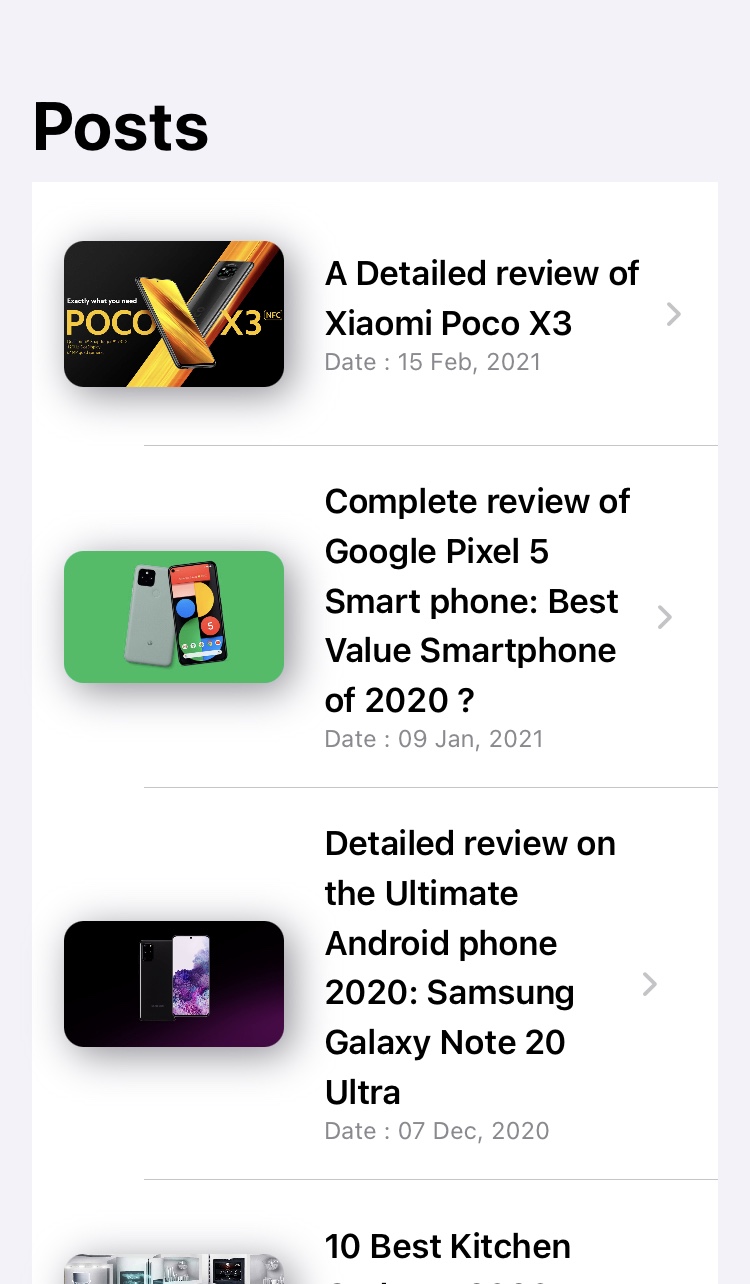 Posts
Exactly what you need
POCO X3 NFC
A Detailed review of
Xiaomi Poco X3
Date : 15 Feb, 2021
Complete review of
Google Pixel 5
Smart phone: Best
Value Smartphone
of 2020 ?
Date : 09 Jan, 2021
5
Detailed review on
the Ultimate
Android phone
2020: Samsung
Galaxy Note 20
Ultra
Date : 07 Dec, 2020
10 Best Kitchen